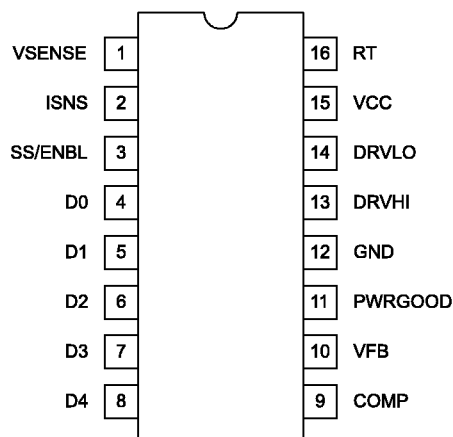 VSENSE 1 16 RT
ISNS 2 15 VCC
SS/ENBL 3 14 DRVLO
D0 4 13 DRVHI
D1 5 12 GND
D2 6 11 PWRGOOD
D3 7 10 VFB
D4 8 9 COMP